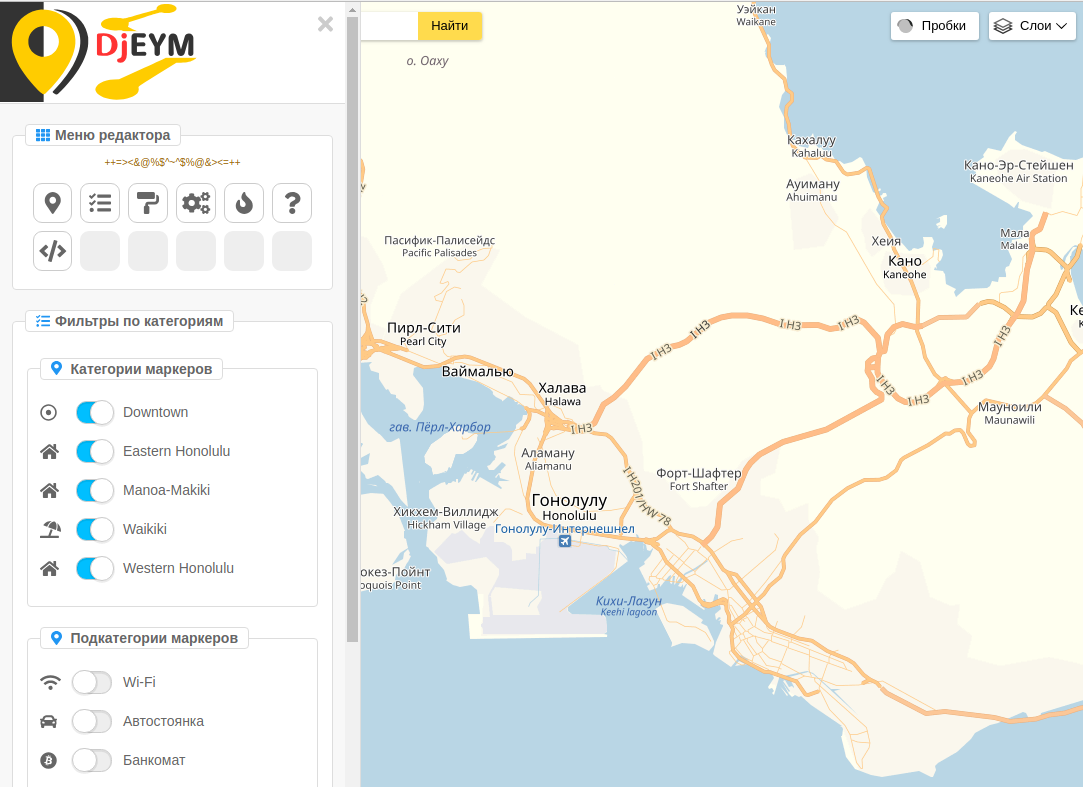 DjEYM
Меню редактора
++=><&@%$^~^$%@&><=++
Фильтры по категориям
Категории маркеров
Downtown
Eastern Honolulu
Manoa-Makiki
Waikiki
Western Honolulu
Подкатегории маркеров
Wi-Fi
Автостоянка
Банкомат
Найти
Пробки
Слои
Уэйкан
Waikane
о. Оаху
Кахалуу
Kahaluu
Ауиману
Ahuimanu
Кано-Эр-Стейшен
Kaneohe Air Station
Мала
Malae
Хеия
Кано
Kaneohe
Пасифик-Палисейдс
Pacific Palisades
Пирл-Сити
Pearl City
Ваймалью
I H3
I H3
I H3
I H3
I H3
I H3
I H3
I H3
I H3
Халава
Halawa
гав. Пёрл-Харбор
Аламану
Aliamanu
Мауноили
Maunawili
I H201/HW 78
Форт-Шафтер
Fort Shafter
Гонолулу
Honolulu
Хикхем-Виллидж
Hickham Village
Гонолулу-Интернешнел
окез-Пойнт
oquois Point
Кихи-Лагун
Keehi lagoon